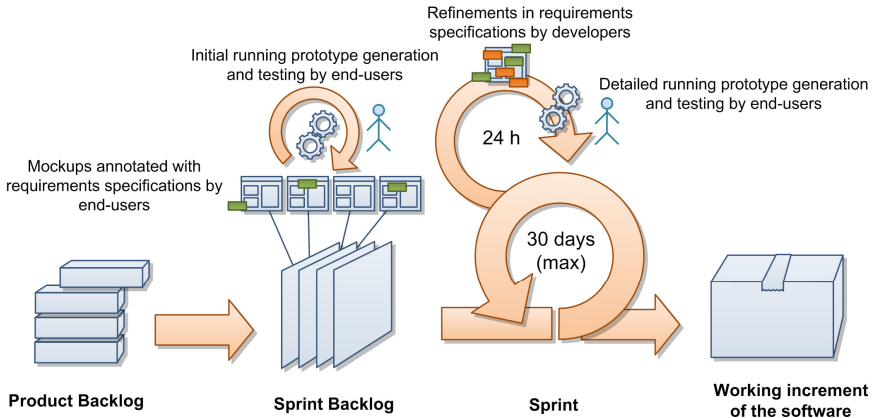 Refinements in requirements
specifications by developers
Initial running prototype generation
and testing by end-users
Detailed running prototype generation
and testing by end-users
24 h
Mockups annotated with
requirements specifications by
end-users
30 days
(max)
Product Backlog
Sprint Backlog
Sprint
Working increment
of the software